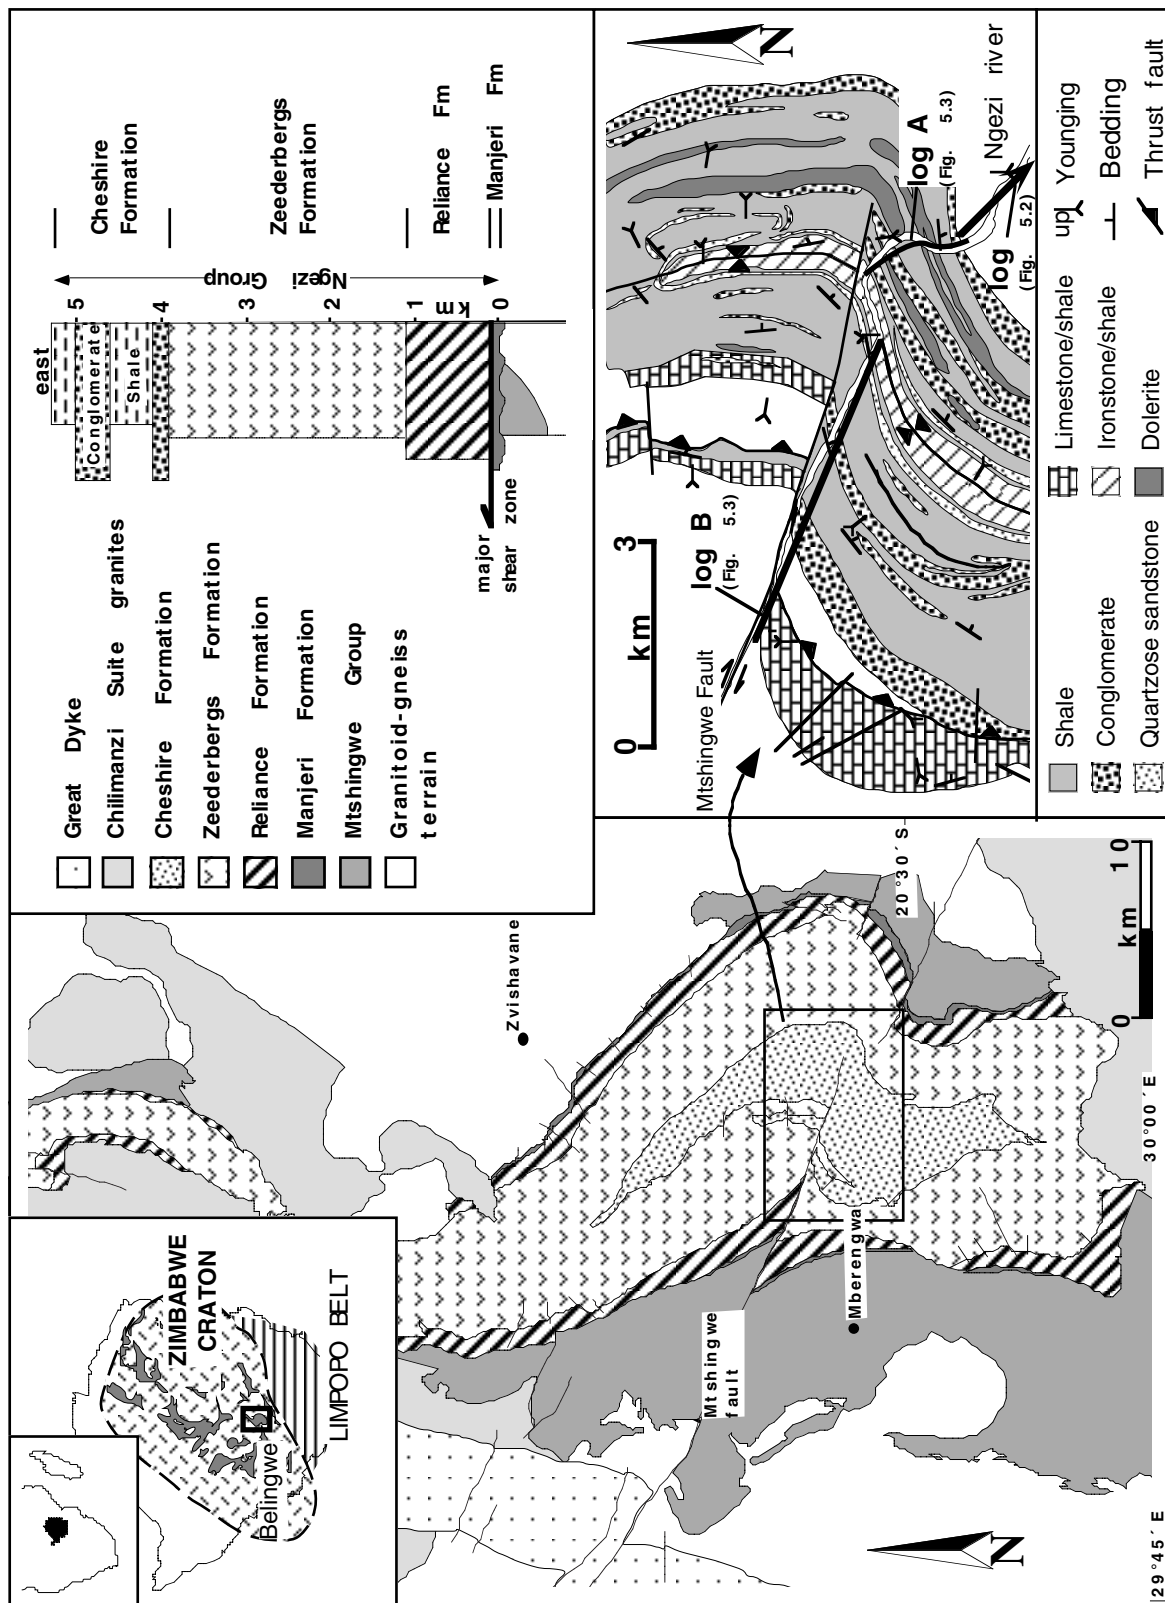 ZIMBABWE
CRATON
LIMPOPO BELT
Belingwe
Great Dyke
Chilimanzi Suite granites
Cheshire Formation
Zeederbergs Formation
Reliance Formation
Manjeri Formation
Mtshingwe Group
Granitoid-gneiss
terrain
east
Conglomerate
Shale
major
shear zone
5
4
3
2
1
0
km
Ngezi
Group
Cheshire
Formation
Zeederbergs
Formation
Reliance Fm
Manjeri Fm
Zvishavane
Mtshingwe
fault
Mberengwa
N
29°45´E
30°00´E
20°30´S
0
km
10
0
km
3
Mtshingwe Fault
log B
(Fig. 5.3)
log A
(Fig. 5.3)
log
(Fig. 5.2)
Ngezi river
N
Shale
Conglomerate
Quartzose sandstone
Limestone/shale
Ironstone/shale
Dolerite
up
Younging
Bedding
Thrust fault